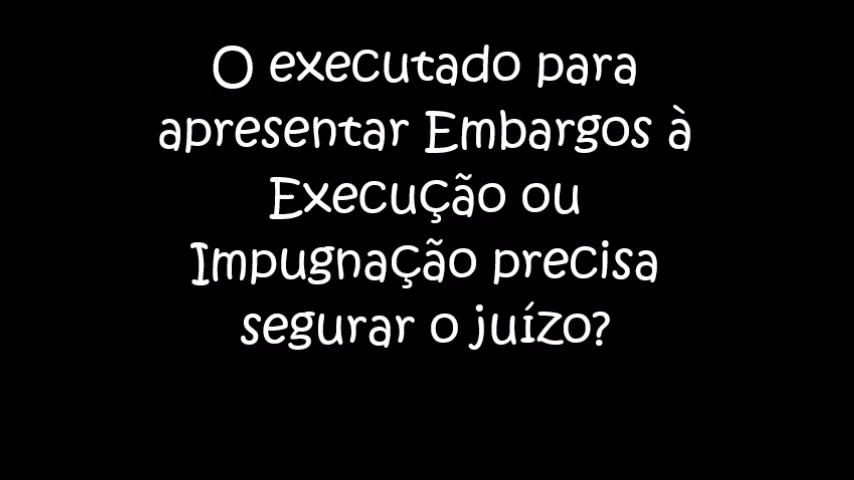 O executado para
apresentar Embargos à
Execução ou
Impugnação precisa
segurar o juízo?